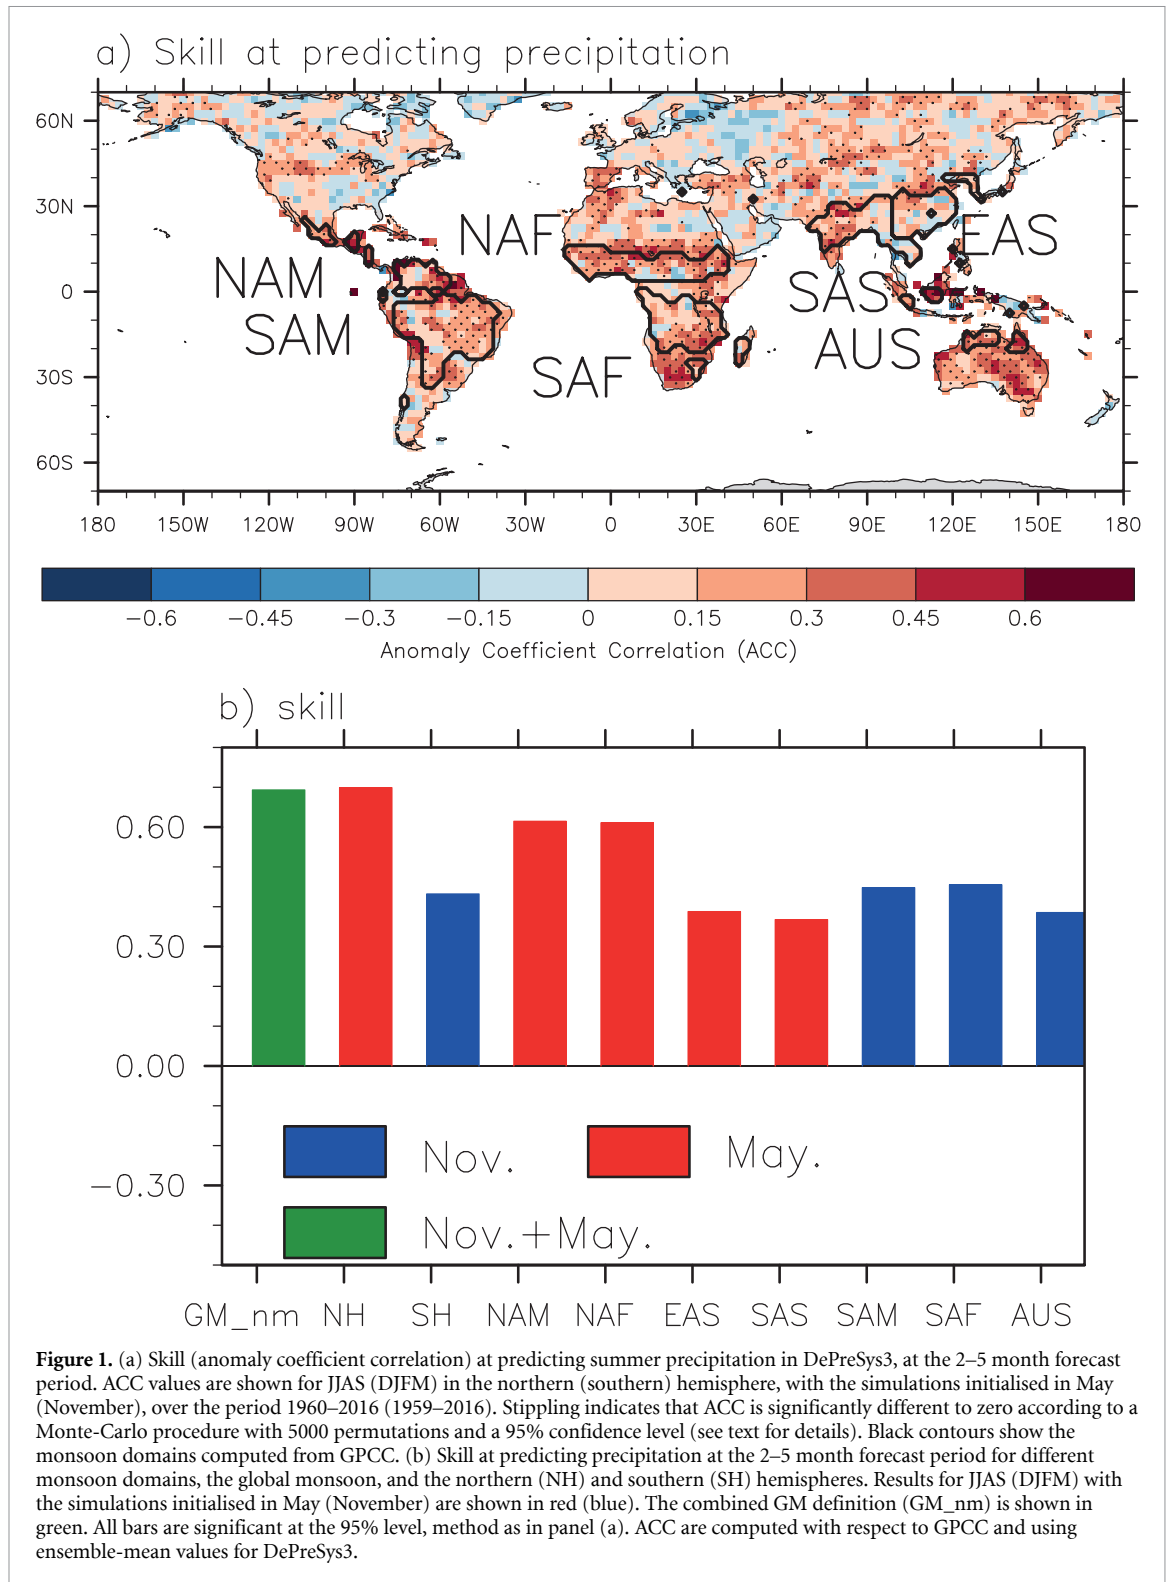 a) Skill at predicting precipitation
60N
30N
0
30S
60S
NAF
EAS
NAM
SAS
SAM
AUS
SAF
180 150W 120W 90W 60W 30W 0 30E 60E 90E 120E 150E 180
−0.6 −0.45 −0.3 −0.15 0 0.15 0.3 0.45 0.6
Anomaly Coefficient Correlation (ACC)
b) skill
0.60
0.30
0.00
−0.30
Nov. May.
Nov.+May.
GM_nm NH SH NAM NAF EAS SAS SAM SAF AUS
Figure 1. (a) Skill (anomaly coefficient correlation) at predicting summer precipitation in DePreSys3, at the 2–5 month forecast
period. ACC values are shown for JJAS (DJFM) in the northern (southern) hemisphere, with the simulations initialised in May
(November), over the period 1960–2016 (1959–2016). Stippling indicates that ACC is significantly different to zero according to a
Monte-Carlo procedure with 5000 permutations and a 95% confidence level (see text for details). Black contours show the
monsoon domains computed from GPCC. (b) Skill at predicting precipitation at the 2–5 month forecast period for different
monsoon domains, the global monsoon, and the northern (NH) and southern (SH) hemispheres. Results for JJAS (DJFM) with
the simulations initialised in May (November) are shown in red (blue). The combined GM definition (GM_nm) is shown in
green. All bars are significant at the 95% level, method as in panel (a). ACC are computed with respect to GPCC and using
ensemble-mean values for DePreSys3.